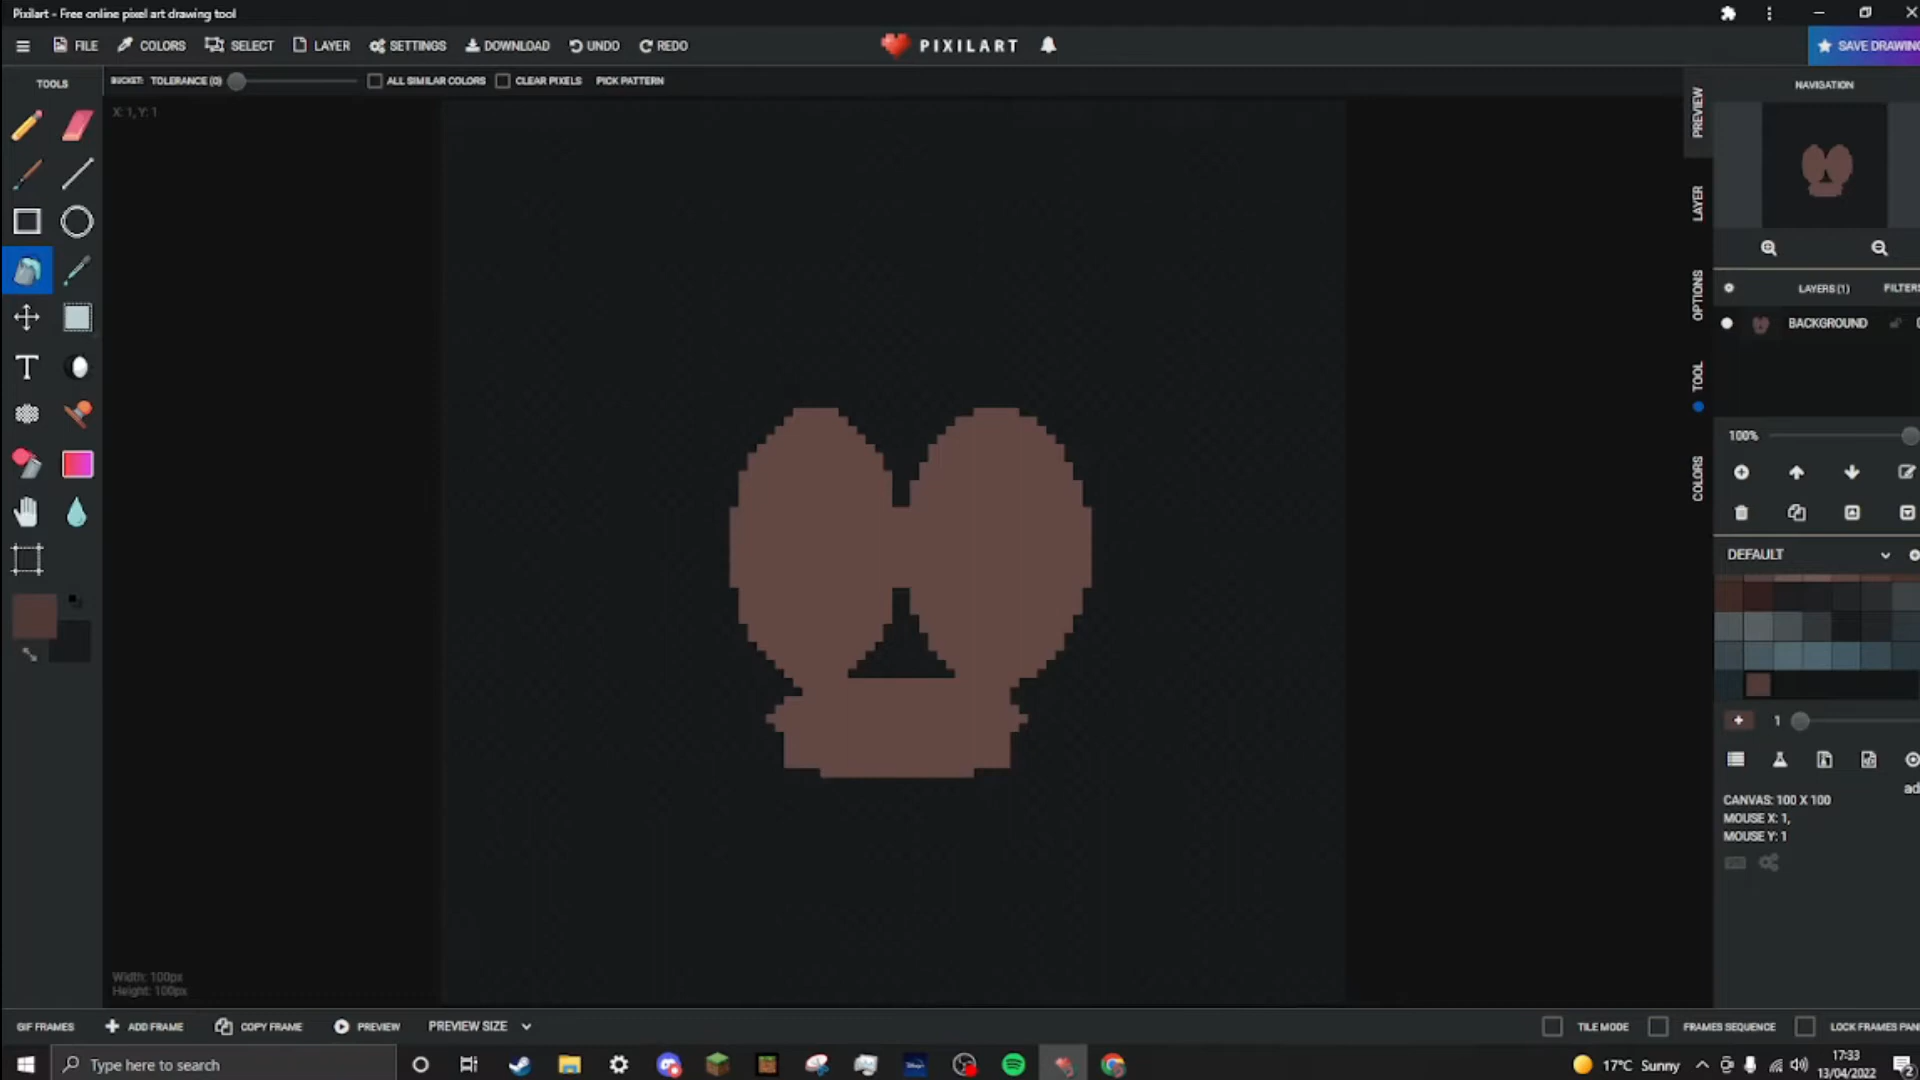 Pixilart - Free online pixel art drawing tool
FILE COLORS SELECT LAYER SETTINGS DOWNLOAD UNDO REDO PIXILART SAVE DRAWING
TOOLS
BUCKET: TOLERANCE (0) ALL SIMILAR COLORS CLEAR PIXELS PICK PATTERN
X: 1, Y: 1
PREVIEW
LAYER
OPTIONS
TOOL
COLORS
NAVIGATION
LAYERS (1) FILTERS
BACKGROUND
100%
DEFAULT
1
ad
CANVAS: 100 X 100
MOUSE X: 1,
MOUSE Y: 1
T
Width: 100px
Height: 100px
GIF FRAMES ADD FRAME COPY FRAME PREVIEW PREVIEW SIZE TILE MODE FRAMES SEQUENCE LOCK FRAMES PAN
Type here to search
17°C Sunny
17:33
13/04/2022
2